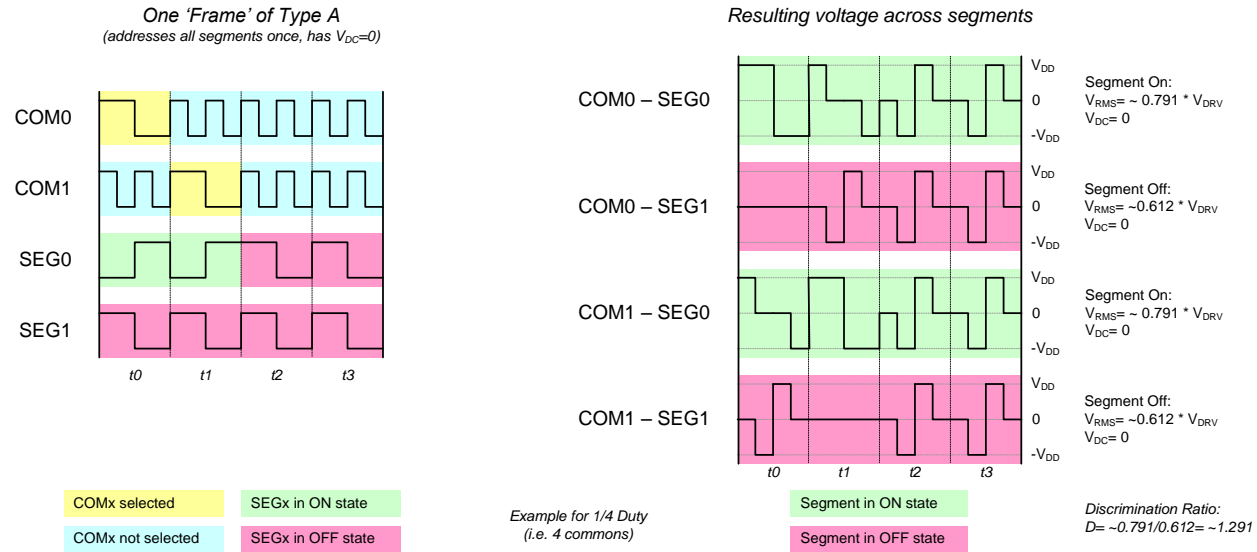 One 'Frame' of Type A
(addresses all segments once, has VDC=0)
COM0
COM1
SEG0
SEG1
t0 t1 t2 t3
COMx selected
SEGx in ON state
COMx not selected
SEGx in OFF state
Example for 1/4 Duty
(i.e. 4 commons)
Resulting voltage across segments
COM0 – SEG0
VDD
0
-VDD
Segment On:
VRMS= ~ 0.791 * VDRV
VDC= 0
COM0 – SEG1
VDD
0
-VDD
Segment Off:
VRMS= ~0.612 * VDRV
VDC= 0
COM1 – SEG0
VDD
0
-VDD
Segment On:
VRMS= ~ 0.791 * VDRV
VDC= 0
COM1 – SEG1
VDD
0
-VDD
Segment Off:
VRMS= ~0.612 * VDRV
VDC= 0
t0 t1 t2 t3
Segment in ON state
Segment in OFF state
Discrimination Ratio:
D= ~0.791/0.612= ~1.291